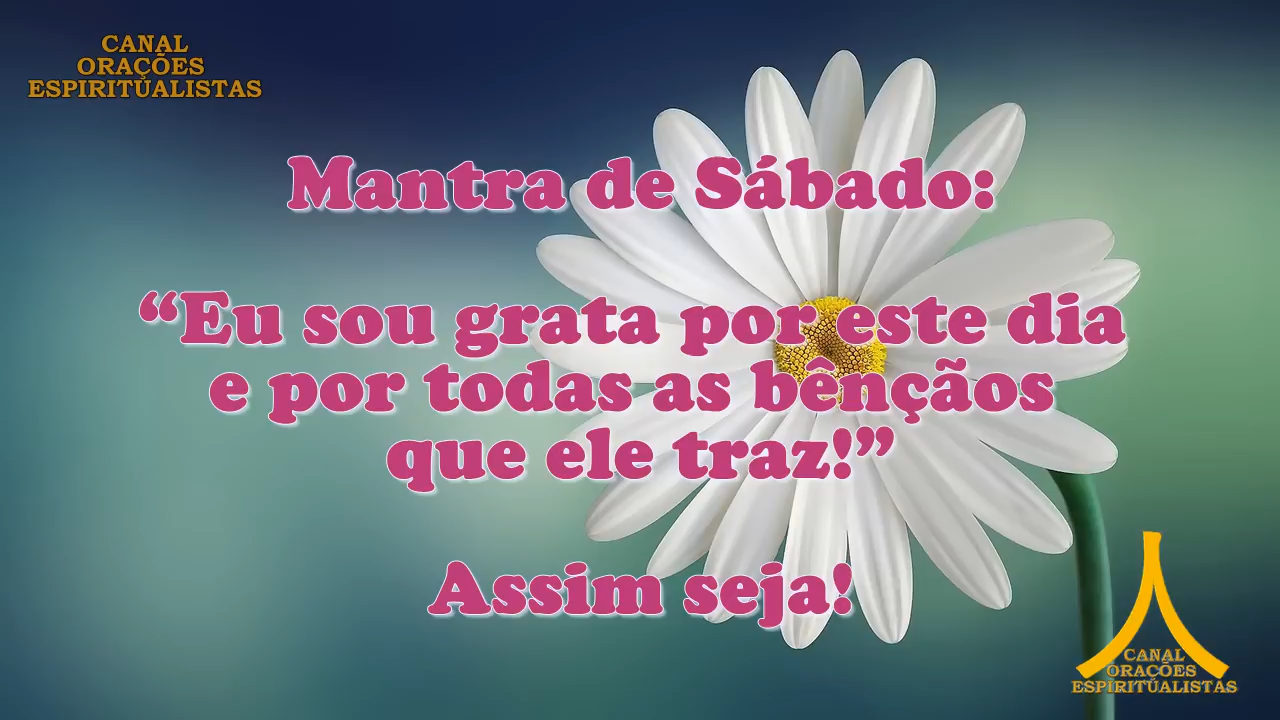 CANAL
ORAÇÕES
ESPIRITUALISTAS
Mantra de Sábado:
“Eu sou grata por este dia
e por todas as bênçãos
que ele traz!”
Assim seja!
CANAL
ORAÇÕES
ESPIRITUALISTAS